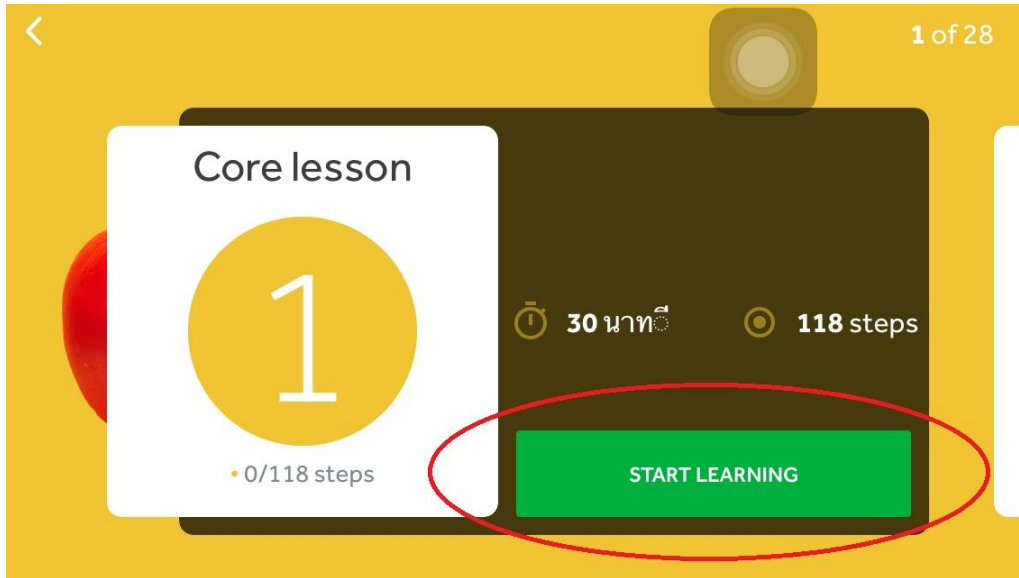 1 of 28
Core lesson
1
• 0/118 steps
30 นาที
118 steps
START LEARNING